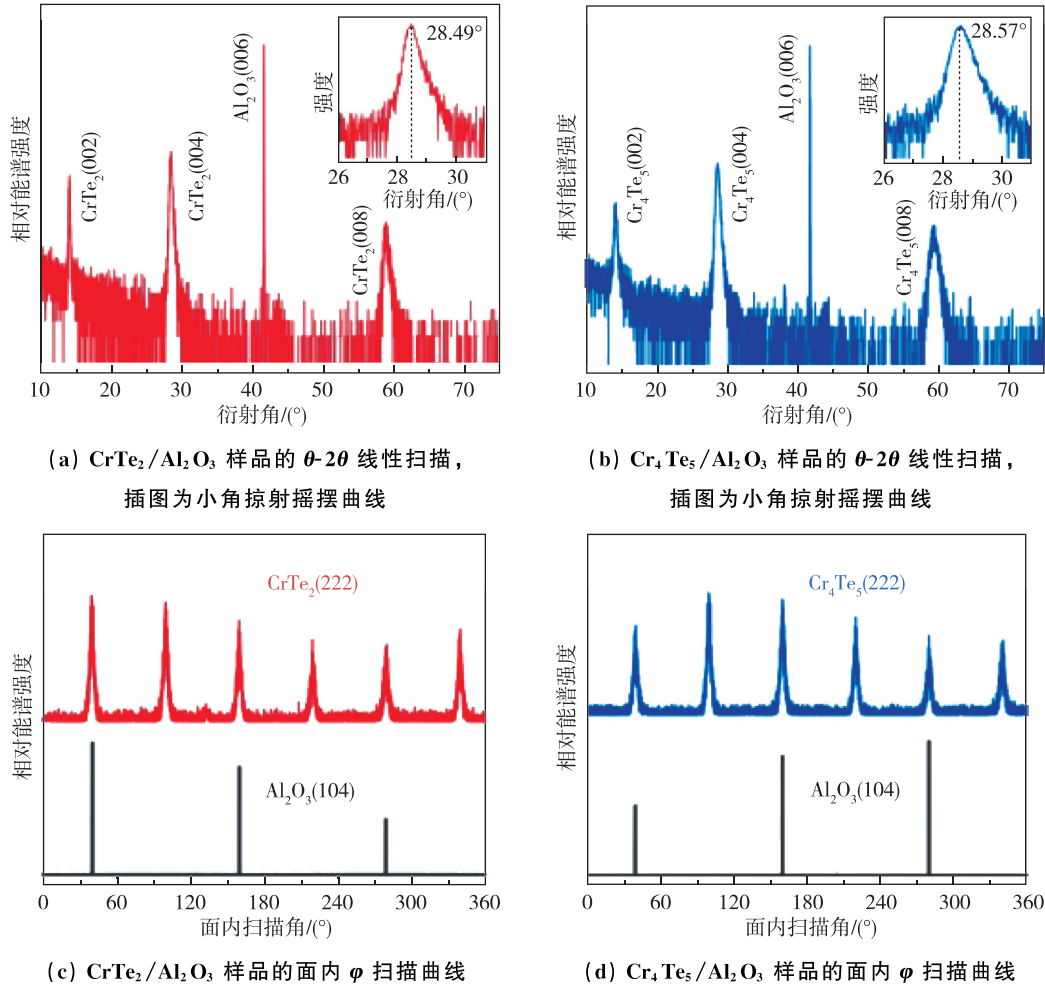 相对能谱强度
CrTe₂(002)
CrTe₂(004)
Al₂O₃(006)
CrTe₂(008)
强度
28.49°
26 28 30
衍射角/(°)
10 20 30 40 50 60 70
衍射角/(°)
(a) CrTe₂/Al₂O₃ 样品的 θ-2θ 线性扫描，
插图为小角掠射摇摆曲线
相对能谱强度
Cr₄Te₅(002)
Cr₄Te₅(004)
Al₂O₃(006)
Cr₄Te₅(008)
强度
28.57°
26 28 30
衍射角/(°)
10 20 30 40 50 60 70
衍射角/(°)
(b) Cr₄Te₅/Al₂O₃ 样品的 θ-2θ 线性扫描，
插图为小角掠射摇摆曲线
相对能谱强度
CrTe₂(222)
Al₂O₃(104)
0 60 120 180 240 300 360
面内扫描角/(°)
(c) CrTe₂/Al₂O₃ 样品的面内 φ 扫描曲线
相对能谱强度
Cr₄Te₅(222)
Al₂O₃(104)
0 60 120 180 240 300 360
面内扫描角/(°)
(d) Cr₄Te₅/Al₂O₃ 样品的面内 φ 扫描曲线